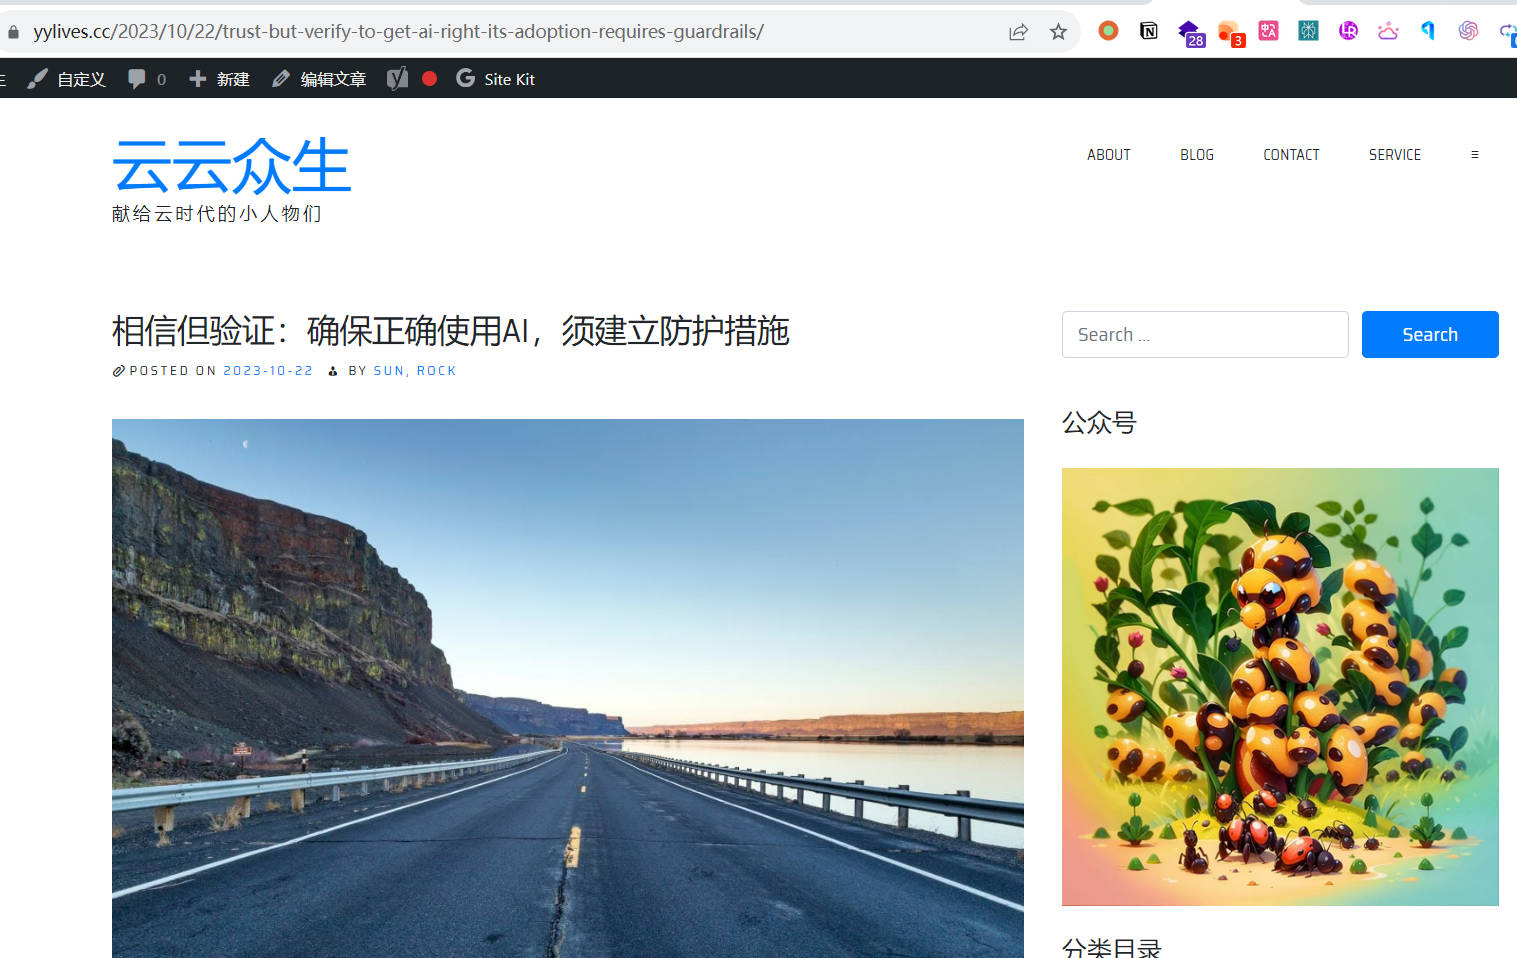 yylives.cc/2023/10/22/trust-but-verify-to-get-ai-right-its-adoption-requires-guardrails/
28
3
自定义 0 新建 编辑文章 Site Kit
云云众生
献给云时代的小人物们
ABOUT BLOG CONTACT SERVICE
相信但验证：确保正确使用AI，须建立防护措施
POSTED ON 2023-10-22 BY SUN, ROCK
Search ...
Search
公众号
分类目录